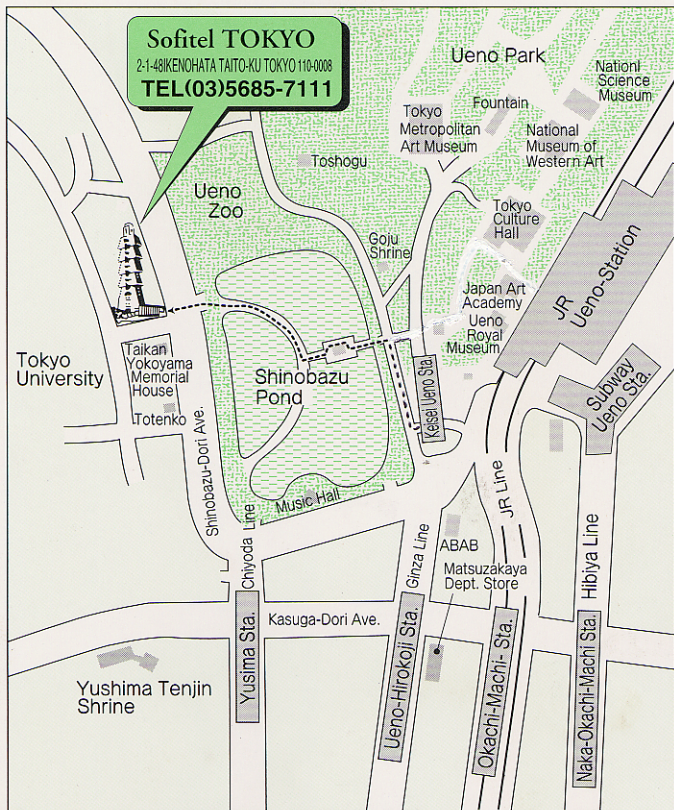 Sofitel TOKYO
2-1-48IKENOHATA TAITO-KU TOKYO 110-0008
TEL(03)5685-7111
Ueno Park
Nationl
Science
Museum
Fountain
Tokyo
Metropolitan
Art Museum
National
Museum of
Western Art
Toshogu
Ueno
Zoo
Tokyo
Culture
Hall
Goju
Shrine
Japan Art
Academy
Ueno
Royal
Museum
JR
Ueno-Station
Tokyo
University
Taikan
Yokoyama
Memorial
House
Totenko
Shinobazu
Pond
Keisei Ueno Sta.
Subway
Ueno Sta.
Shinobazu-Dori Ave.
Music Hall
Chiyoda Line
Ginza Line
JR Line
Hibiya Line
ABAB
Matsuzakaya
Dept. Store
Kasuga-Dori Ave.
Yusima Sta.
Ueno-Hirokoji Sta.
Okachi-Machi- Sta.
Naka-Okachi-Machi Sta.
Yushima Tenjin
Shrine